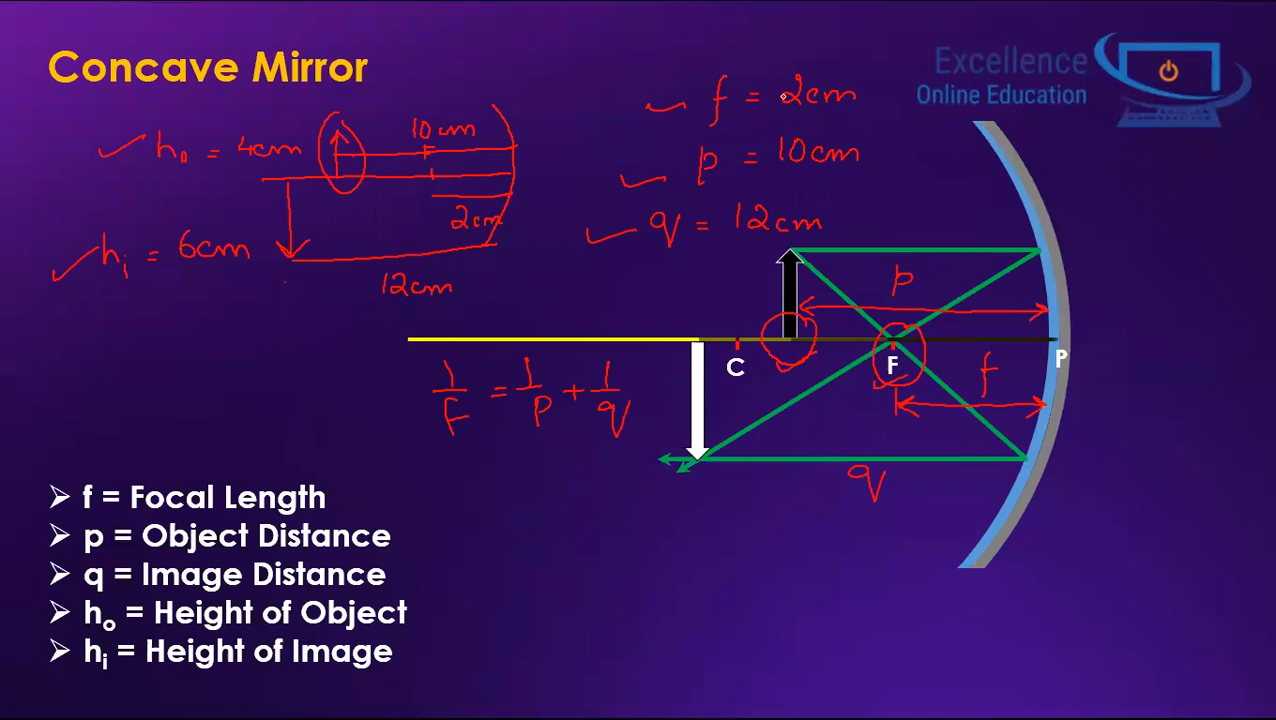 Concave Mirror
Excellence
Online Education
f = 2cm
h₀ = 4cm
10cm
p = 10cm
2cm
q = 12cm
hᵢ = 6cm
12cm
p
C
F
P
f
1/F = 1/p + 1/q
q
➢ f = Focal Length
➢ p = Object Distance
➢ q = Image Distance
➢ hₒ = Height of Object
➢ hᵢ = Height of Image